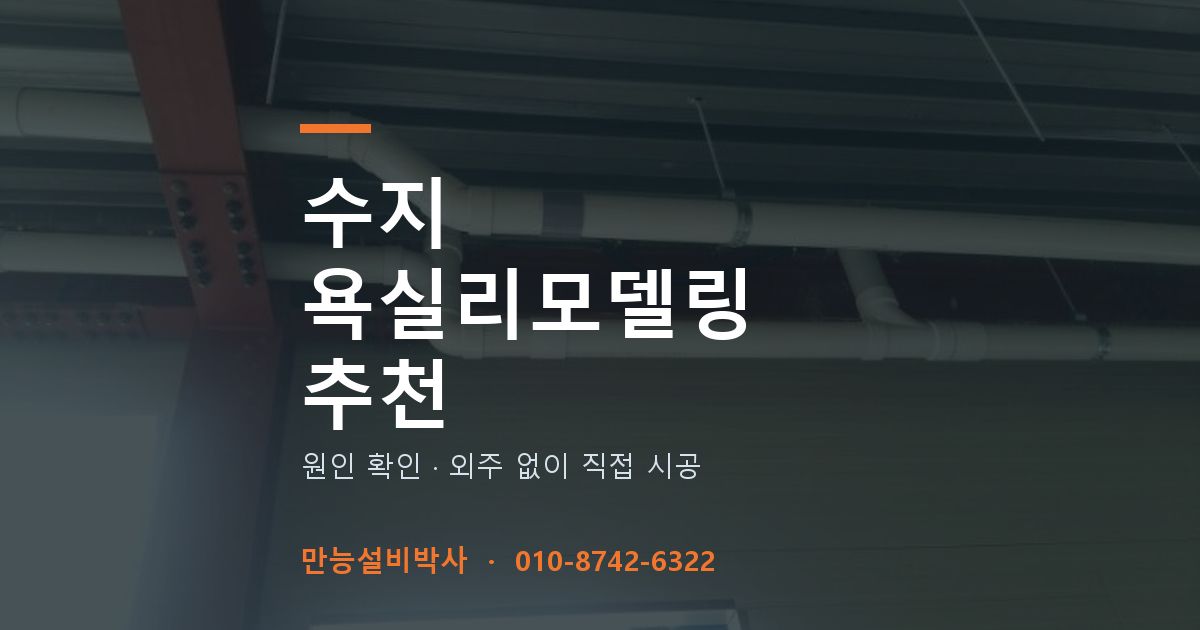 수지
욕실리모델링
추천
원인 확인 · 외주 없이 직접 시공
만능설비박사 · 010-8742-6322